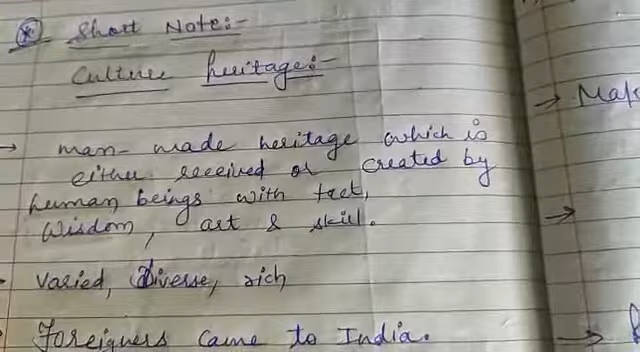 * Short Note:-
Culture heritage:-
→ man-made heritage which is
either received or created by
human beings with tact,
wisdom, art & skill.
varied, Diverse, rich
Foreigners came to India.
→
→
→